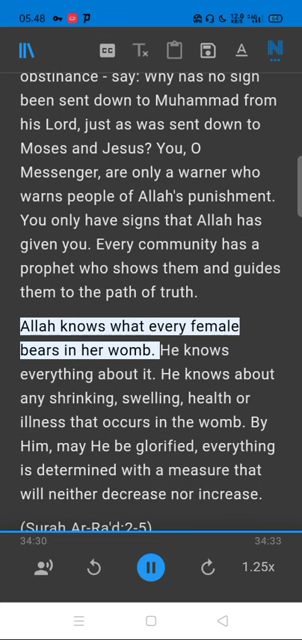 05.48
CC
obstinance - say: Why has no sign
been sent down to Muhammad from
his Lord, just as was sent down to
Moses and Jesus? You, O
Messenger, are only a warner who
warns people of Allah's punishment.
You only have signs that Allah has
given you. Every community has a
prophet who shows them and guides
them to the path of truth.
Allah knows what every female
bears in her womb. He knows
everything about it. He knows about
any shrinking, swelling, health or
illness that occurs in the womb. By
Him, may He be glorified, everything
is determined with a measure that
will neither decrease nor increase.
(Surah Ar-Ra'd:2-5)
34:30 34:33
1.25x